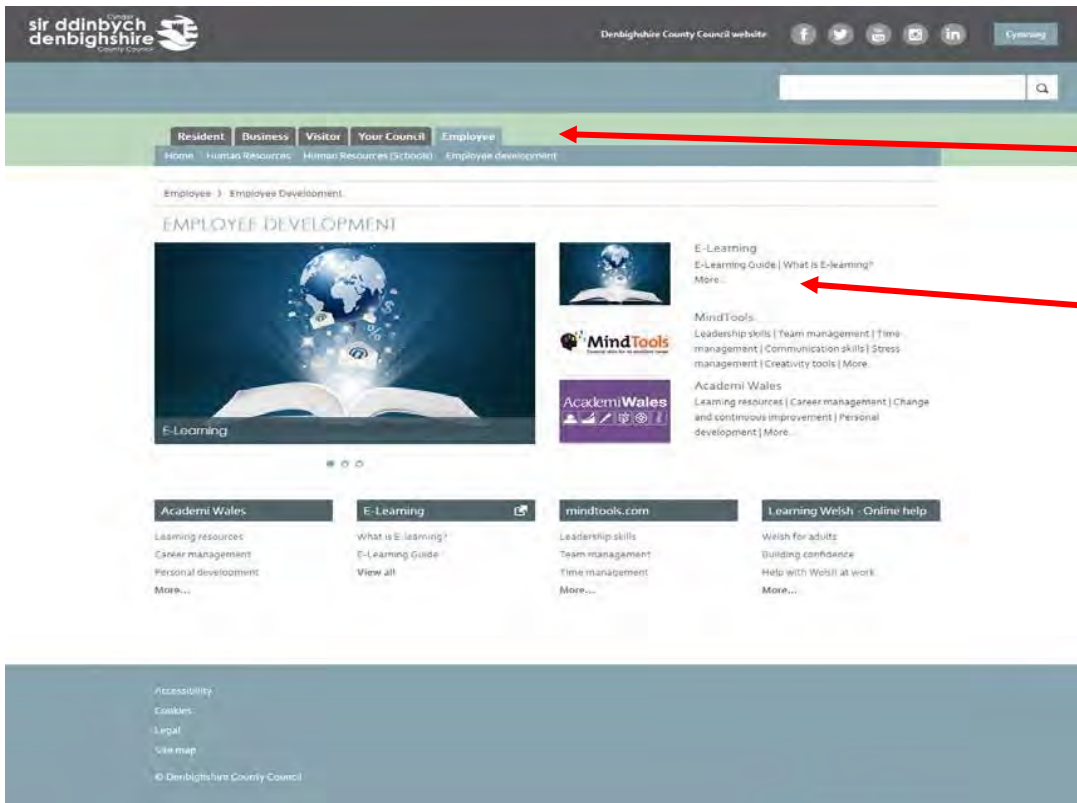 Cyngor
sir ddinbych
denbighshire
County Council
Denbighshire County Council website
Cymraeg
Resident Business Visitor Your Council Employee
Home Human Resources Human Resources (Schools) Employee development
Employee > Employee Development
EMPLOYEE DEVELOPMENT
E-Learning
E-Learning
E-Learning Guide | What is E-learning?
More...
MindTools
MindTools
Leadership skills | Team management | Time
management | Communication skills | Stress
management | Creativity tools | More...
AcademiWales
Academi Wales
Learning resources | Career management | Change
and continuous improvement | Personal
development | More...
Academi Wales
Learning resources
Career management
Personal development
More...
E-Learning
What is E-learning?
E-Learning Guide
View all
mindtools.com
Leadership skills
Team management
Time management
More...
Learning Welsh - Online help
Welsh for adults
Building confidence
Help with Welsh at work
More...
Accessibility
Cookies
Legal
Site map
© Denbighshire County Council